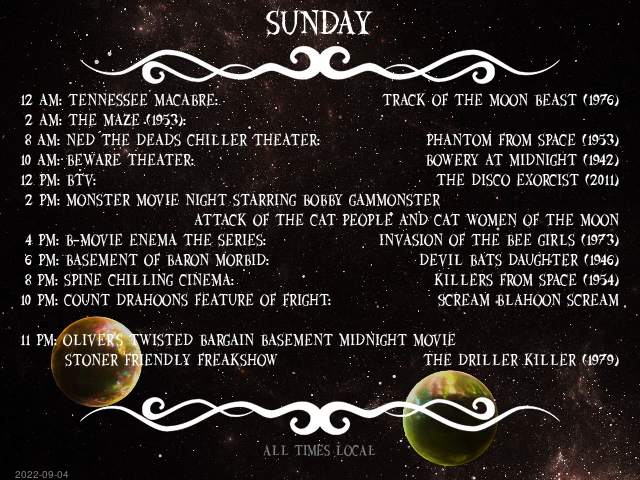 SUNDAY
12 AM: TENNESSEE MACABRE: TRACK OF THE MOON BEAST (1976)
2 AM: THE MAZE (1953):
8 AM: NED THE DEADS CHILLER THEATER: PHANTOM FROM SPACE (1953)
10 AM: BEWARE THEATER: BOWERY AT MIDNIGHT (1942)
12 PM: BTV: THE DISCO EXORCIST (2011)
2 PM: MONSTER MOVIE NIGHT STARRING BOBBY GAMMONSTER
ATTACK OF THE CAT PEOPLE AND CAT WOMEN OF THE MOON
4 PM: B-MOVIE ENEMA THE SERIES: INVASION OF THE BEE GIRLS (1973)
6 PM: BASEMENT OF BARON MORBID: DEVIL BATS DAUGHTER (1946)
8 PM: SPINE CHILLING CINEMA: KILLERS FROM SPACE (1954)
10 PM: COUNT DRAHOONS FEATURE OF FRIGHT: SCREAM BLAHOON SCREAM
11 PM: OLIVER'S TWISTED BARGAIN BASEMENT MIDNIGHT MOVIE
STONER FRIENDLY FREAKSHOW THE DRILLER KILLER (1979)
ALL TIMES LOCAL
2022-09-04